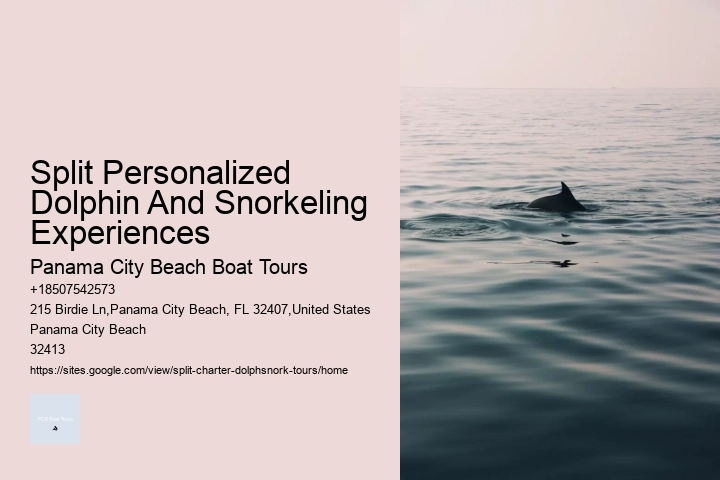 Split Personalized
Dolphin And Snorkeling
Experiences
Panama City Beach Boat Tours
+18507542573
215 Birdie Ln,Panama City Beach, FL 32407,United States
Panama City Beach
32413
https://sites.google.com/view/split-charter-dolphsnork-tours/home